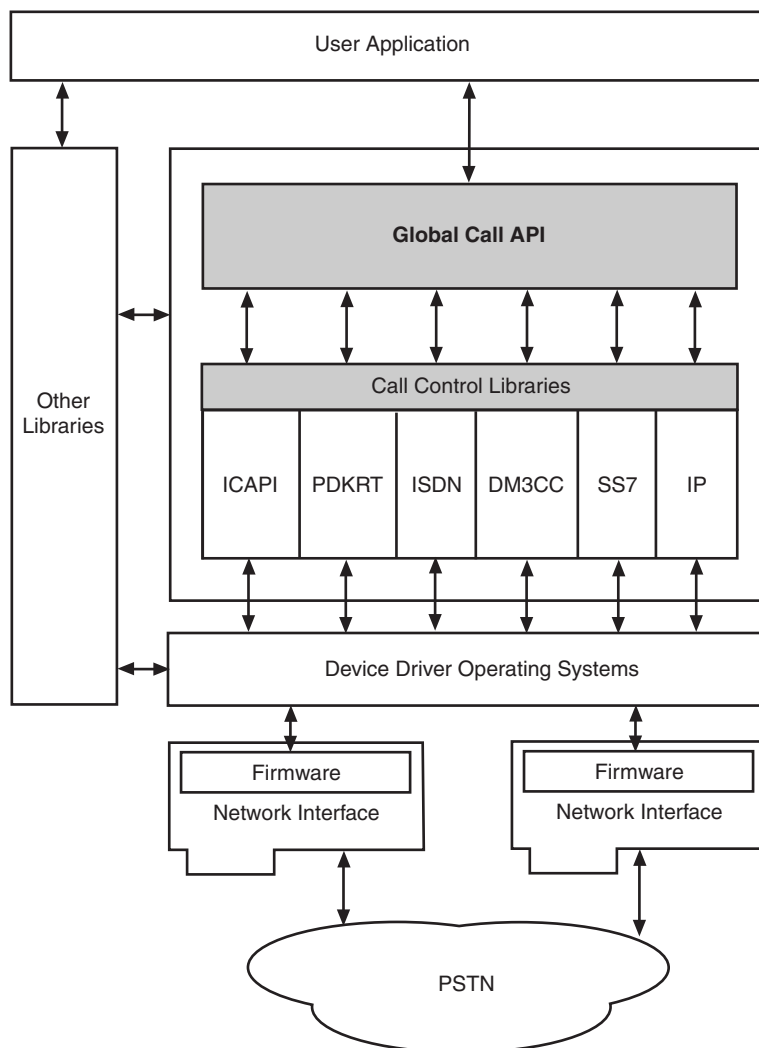 User Application
Global Call API
Call Control Libraries
Other
Libraries
ICAPI PDKRT ISDN DM3CC SS7 IP
Device Driver Operating Systems
Firmware Firmware
Network Interface Network Interface
PSTN